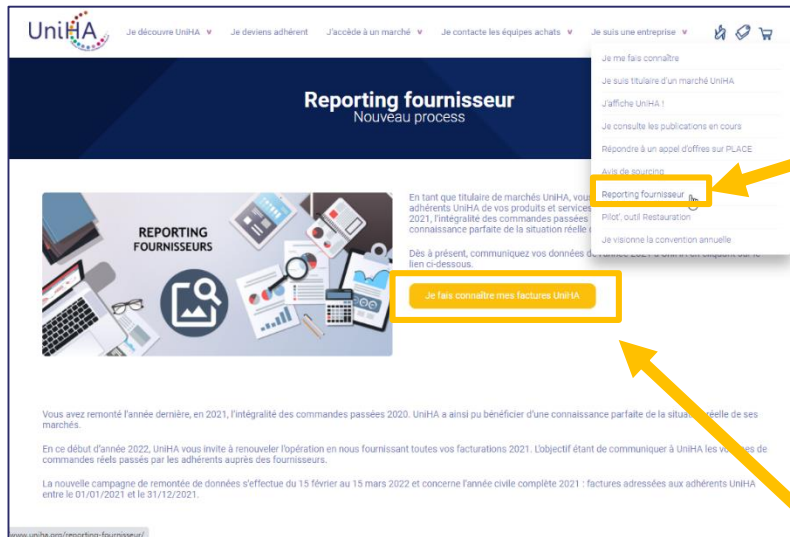 UniHA
Je découvre UniHA
Je deviens adhérent
J'accède à un marché
Je contacte les équipes achats
Je suis une entreprise
Je me fais connaître
Je suis titulaire d'un marché UniHA
J'affiche UniHA !
Je consulte les publications en cours
Répondre à un appel d'offres sur PLACE
Avis de sourcing
Reporting fournisseur
Pilot', outil Restauration
Je visionne la convention annuelle
Reporting fournisseur
Nouveau process
REPORTING
FOURNISSEURS
En tant que titulaire de marchés UniHA, vous
adhérents UniHA de vos produits et services
2021, l'intégralité des commandes passées
connaissance parfaite de la situation réelle
Dès à présent, communiquez vos données de l'année 2021 à UniHA en cliquant sur le
lien ci-dessous.
Je fais connaître mes factures UniHA
Vous avez remonté l'année dernière, en 2021, l'intégralité des commandes passées 2020. UniHA a ainsi pu bénéficier d'une connaissance parfaite de la situation réelle de ses
marchés.
En ce début d'année 2022, UniHA vous invite à renouveler l'opération en nous fournissant toutes vos facturations 2021. L'objectif étant de communiquer à UniHA les volumes de
commandes réels passés par les adhérents auprès des fournisseurs.
La nouvelle campagne de remontée de données s'effectue du 15 février au 15 mars 2022 et concerne l'année civile complète 2021 : factures adressées aux adhérents UniHA
entre le 01/01/2021 et le 31/12/2021.
www.uniha.org/reporting-fournisseur/